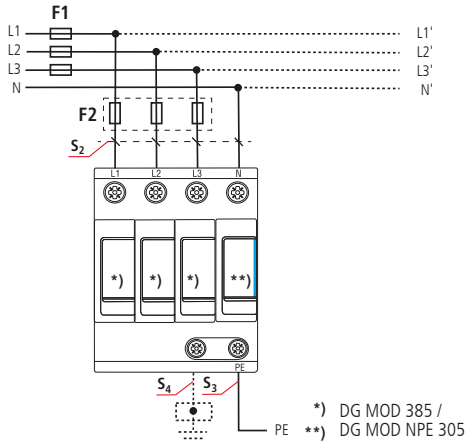 F1
L1 L1'
L2 L2'
L3 L3'
N N'
F2
S2
L1 L2 L3 N
*) *) *) **)
PE
S4 S3
PE
*) DG MOD 385 /
**) DG MOD NPE 305